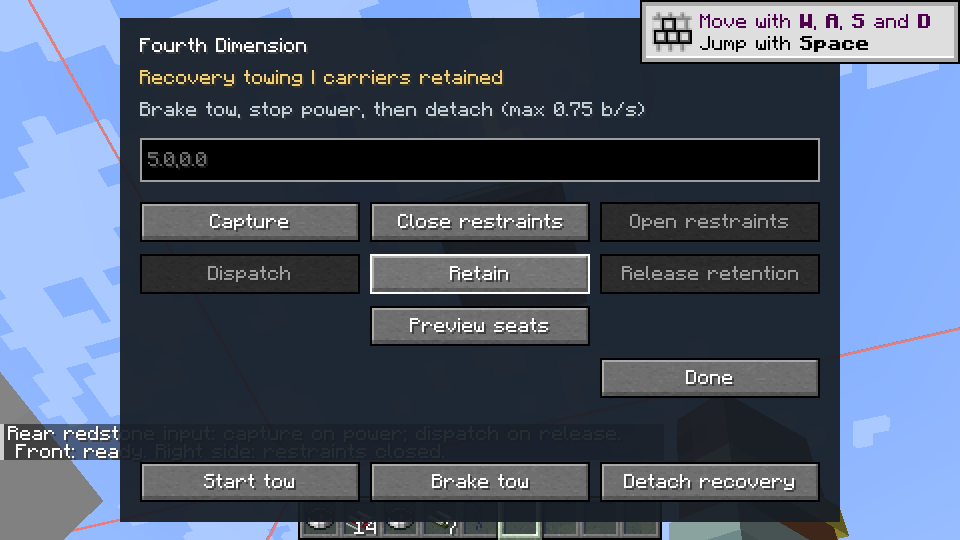 Fourth Dimension
Move with W, A, S and D
Jump with Space
Recovery towing | carriers retained
Brake tow, stop power, then detach (max 0.75 b/s)
5.0,0.0
Capture
Close restraints
Open restraints
Dispatch
Retain
Release retention
Preview seats
Done
Rear redstone input: capture on power; dispatch on release.
Front: ready. Right side: restraints closed.
Start tow
Brake tow
Detach recovery
14
7